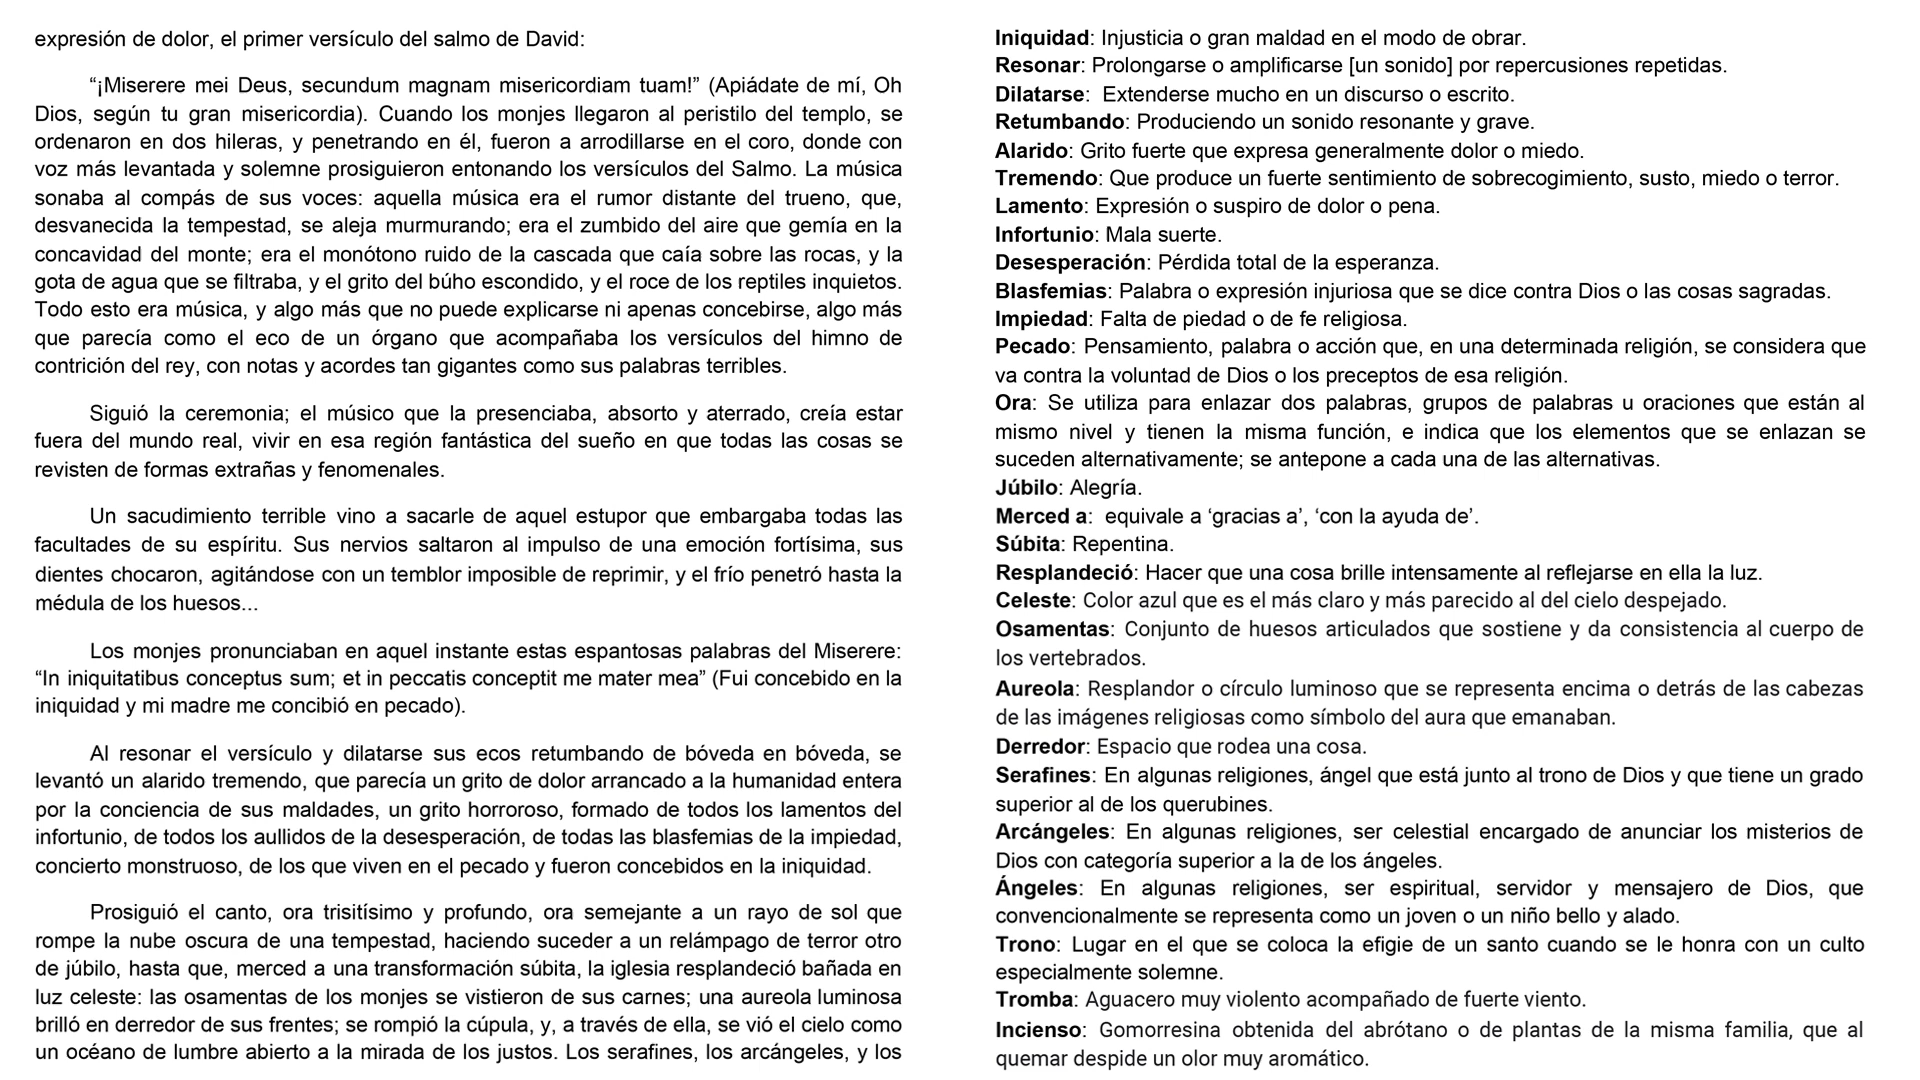 expresión de dolor, el primer versículo del salmo de David:
“¡Miserere mei Deus, secundum magnam misericordiam tuam!” (Apiádate de mí, Oh
Dios, según tu gran misericordia). Cuando los monjes llegaron al peristilo del templo, se
ordenaron en dos hileras, y penetrando en él, fueron a arrodillarse en el coro, donde con
voz más levantada y solemne prosiguieron entonando los versículos del Salmo. La música
sonaba al compás de sus voces: aquella música era el rumor distante del trueno, que,
desvanecida la tempestad, se aleja murmurando; era el zumbido del aire que gemía en la
concavidad del monte; era el monótono ruido de la cascada que caía sobre las rocas, y la
gota de agua que se filtraba, y el grito del búho escondido, y el roce de los reptiles inquietos.
Todo esto era música, y algo más que no puede explicarse ni apenas concebirse, algo más
que parecía como el eco de un órgano que acompañaba los versículos del himno de
contrición del rey, con notas y acordes tan gigantes como sus palabras terribles.
Siguió la ceremonia; el músico que la presenciaba, absorto y aterrado, creía estar
fuera del mundo real, vivir en esa región fantástica del sueño en que todas las cosas se
revisten de formas extrañas y fenomenales.
Un sacudimiento terrible vino a sacarle de aquel estupor que embargaba todas las
facultades de su espíritu. Sus nervios saltaron al impulso de una emoción fortísima, sus
dientes chocaron, agitándose con un temblor imposible de reprimir, y el frío penetró hasta la
médula de los huesos...
Los monjes pronunciaban en aquel instante estas espantosas palabras del Miserere:
“In iniquitatibus conceptus sum; et in peccatis conceptit me mater mea” (Fui concebido en la
iniquidad y mi madre me concibió en pecado).
Al resonar el versículo y dilatarse sus ecos retumbando de bóveda en bóveda, se
levantó un alarido tremendo, que parecía un grito de dolor arrancado a la humanidad entera
por la conciencia de sus maldades, un grito horroroso, formado de todos los lamentos del
infortunio, de todos los aullidos de la desesperación, de todas las blasfemias de la impiedad,
concierto monstruoso, de los que viven en el pecado y fueron concebidos en la iniquidad.
Prosiguió el canto, ora trisitísimo y profundo, ora semejante a un rayo de sol que
rompe la nube oscura de una tempestad, haciendo suceder a un relámpago de terror otro
de júbilo, hasta que, merced a una transformación súbita, la iglesia resplandeció bañada en
luz celeste: las osamentas de los monjes se vistieron de sus carnes; una aureola luminosa
brilló en derredor de sus frentes; se rompió la cúpula, y, a través de ella, se vió el cielo como
un océano de lumbre abierto a la mirada de los justos. Los serafines, los arcángeles, y los
Iniquidad: Injusticia o gran maldad en el modo de obrar.
Resonar: Prolongarse o amplificarse [un sonido] por repercusiones repetidas.
Dilatarse:  Extenderse mucho en un discurso o escrito.
Retumbando: Produciendo un sonido resonante y grave.
Alarido: Grito fuerte que expresa generalmente dolor o miedo.
Tremendo: Que produce un fuerte sentimiento de sobrecogimiento, susto, miedo o terror.
Lamento: Expresión o suspiro de dolor o pena.
Infortunio: Mala suerte.
Desesperación: Pérdida total de la esperanza.
Blasfemias: Palabra o expresión injuriosa que se dice contra Dios o las cosas sagradas.
Impiedad: Falta de piedad o de fe religiosa.
Pecado: Pensamiento, palabra o acción que, en una determinada religión, se considera que
va contra la voluntad de Dios o los preceptos de esa religión.
Ora: Se utiliza para enlazar dos palabras, grupos de palabras u oraciones que están al
mismo nivel y tienen la misma función, e indica que los elementos que se enlazan se
suceden alternativamente; se antepone a cada una de las alternativas.
Júbilo: Alegría.
Merced a:  equivale a ‘gracias a’, ‘con la ayuda de’.
Súbita: Repentina.
Resplandeció: Hacer que una cosa brille intensamente al reflejarse en ella la luz.
Celeste: Color azul que es el más claro y más parecido al del cielo despejado.
Osamentas: Conjunto de huesos articulados que sostiene y da consistencia al cuerpo de
los vertebrados.
Aureola: Resplandor o círculo luminoso que se representa encima o detrás de las cabezas
de las imágenes religiosas como símbolo del aura que emanaban.
Derredor: Espacio que rodea una cosa.
Serafines: En algunas religiones, ángel que está junto al trono de Dios y que tiene un grado
superior al de los querubines.
Arcángeles: En algunas religiones, ser celestial encargado de anunciar los misterios de
Dios con categoría superior a la de los ángeles.
Ángeles: En algunas religiones, ser espiritual, servidor y mensajero de Dios, que
convencionalmente se representa como un joven o un niño bello y alado.
Trono: Lugar en el que se coloca la efigie de un santo cuando se le honra con un culto
especialmente solemne.
Tromba: Aguacero muy violento acompañado de fuerte viento.
Incienso: Gomorresina obtenida del abrótano o de plantas de la misma familia, que al
quemar despide un olor muy aromático.